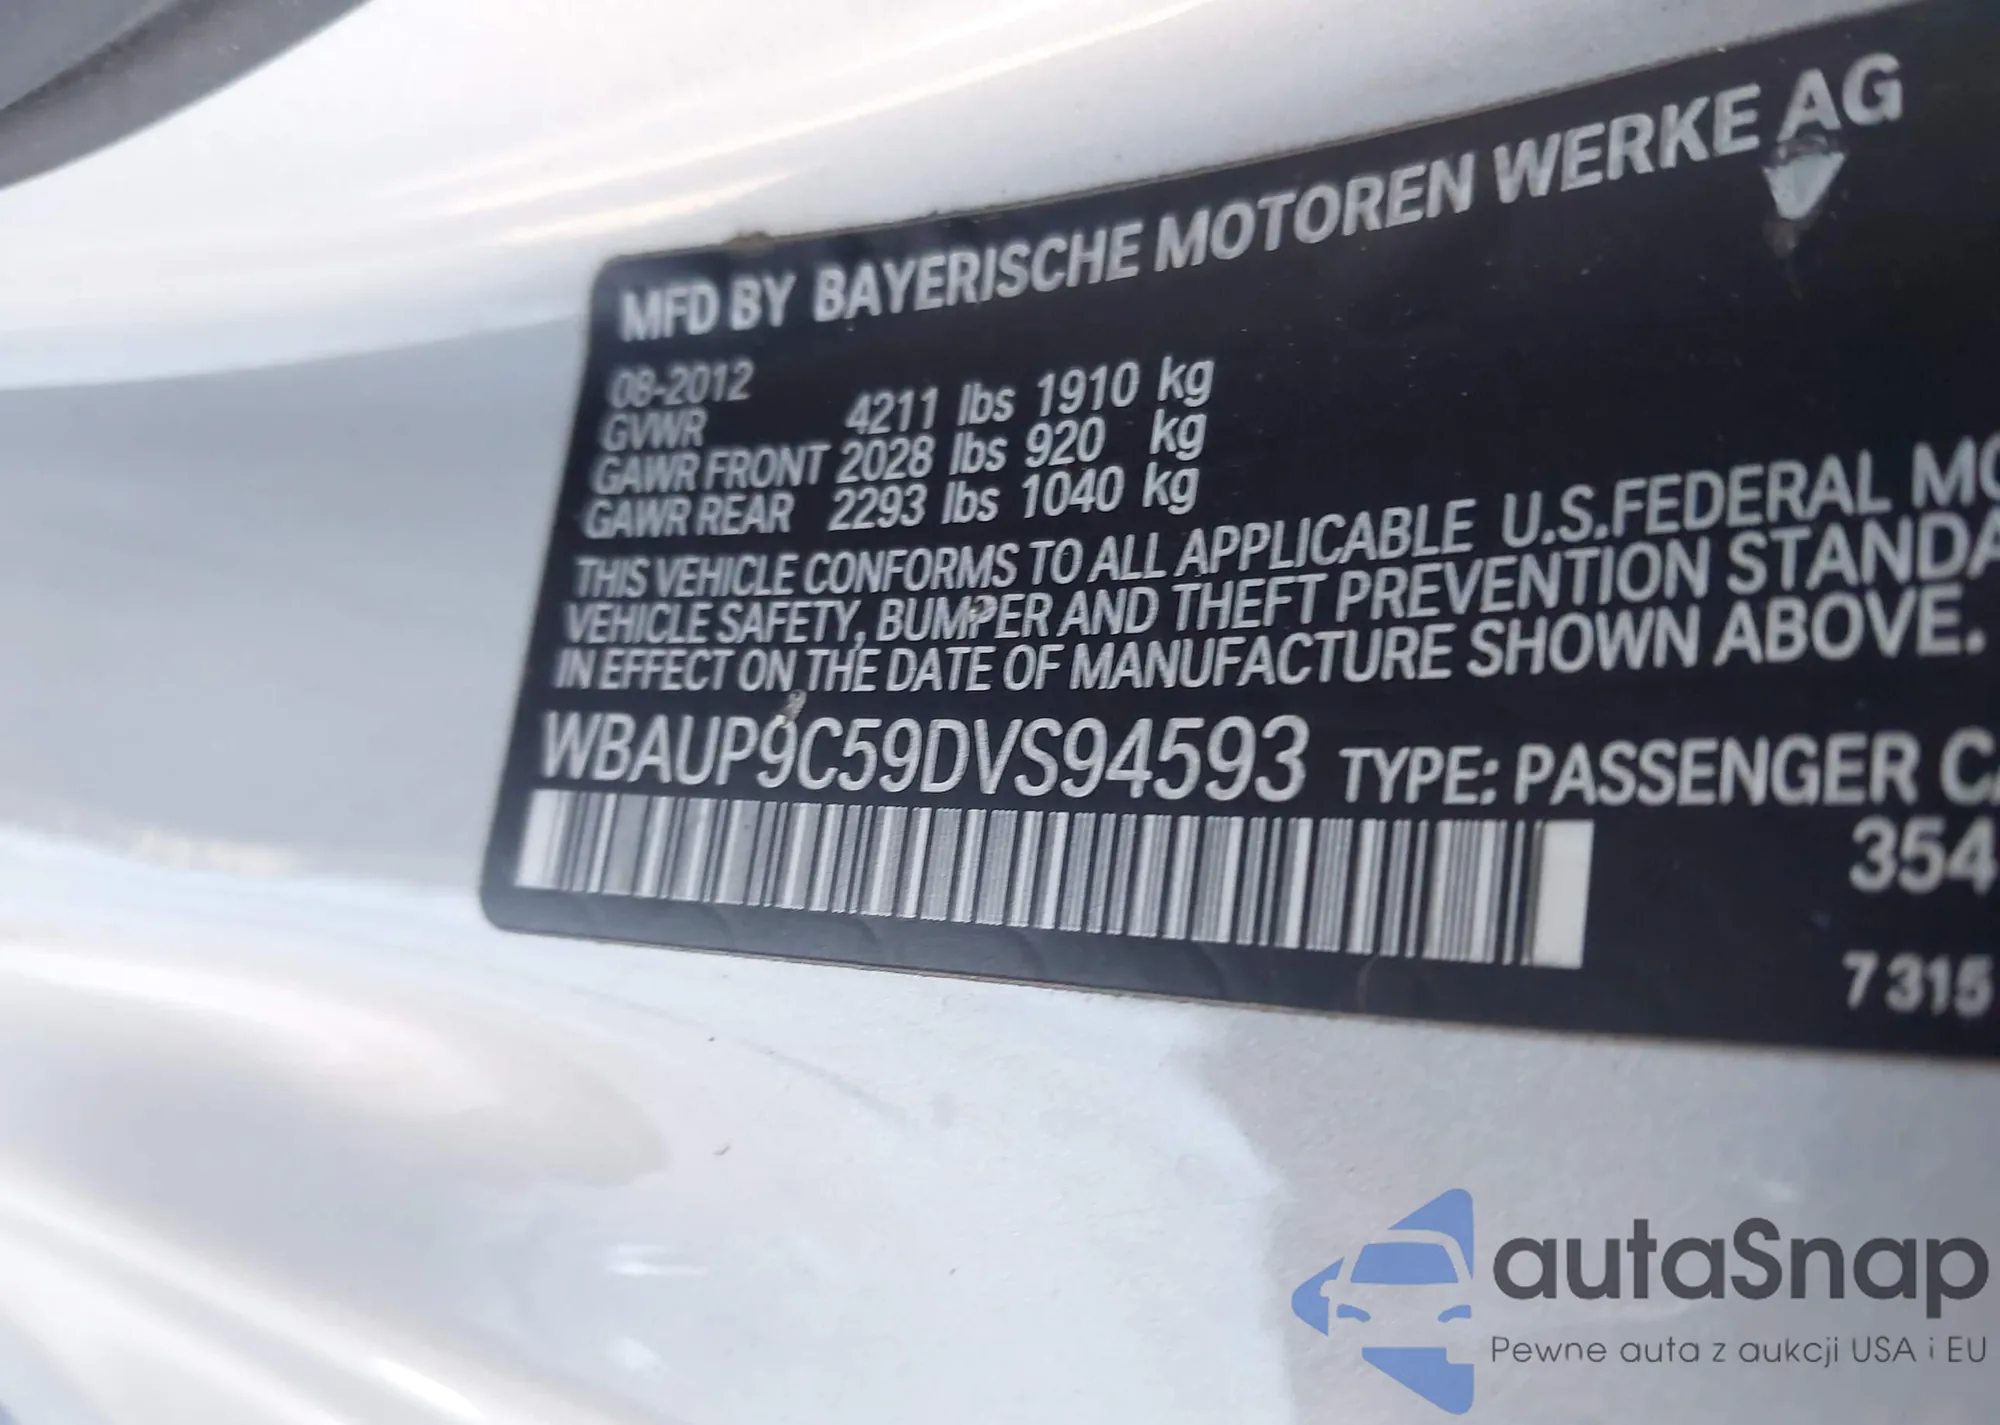 MFD BY BAYERISCHE MOTOREN WERKE AG
08-2012
GVWR 4211 lbs 1910 kg
GAWR FRONT 2028 lbs 920 kg
GAWR REAR 2293 lbs 1040 kg
THIS VEHICLE CONFORMS TO ALL APPLICABLE U.S.FEDERAL MO
VEHICLE SAFETY, BUMPER AND THEFT PREVENTION STANDA
IN EFFECT ON THE DATE OF MANUFACTURE SHOWN ABOVE.
WBAUP9C59DVS94593 TYPE: PASSENGER CA
354
7 315
autaSnap
Pewne auta z aukcji USA i EU